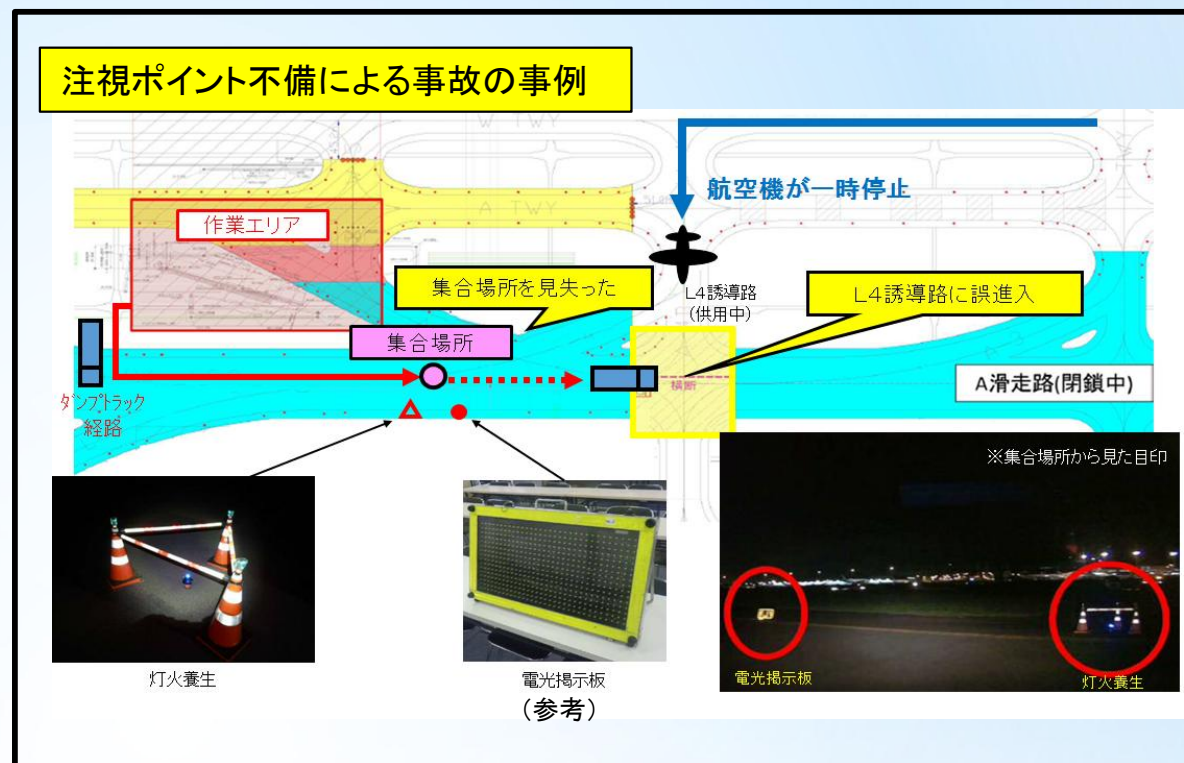 注視ポイント不備による事故の事例
W TWY
航空機が一時停止
A TWY
作業エリア
集合場所を見失った
L4誘導路
(供用中)
L4誘導路に誤進入
集合場所
横断
A滑走路(閉鎖中)
ダンプトラック
経路
※集合場所から見た目印
電光掲示板
灯火養生
灯火養生
電光掲示板
(参考)